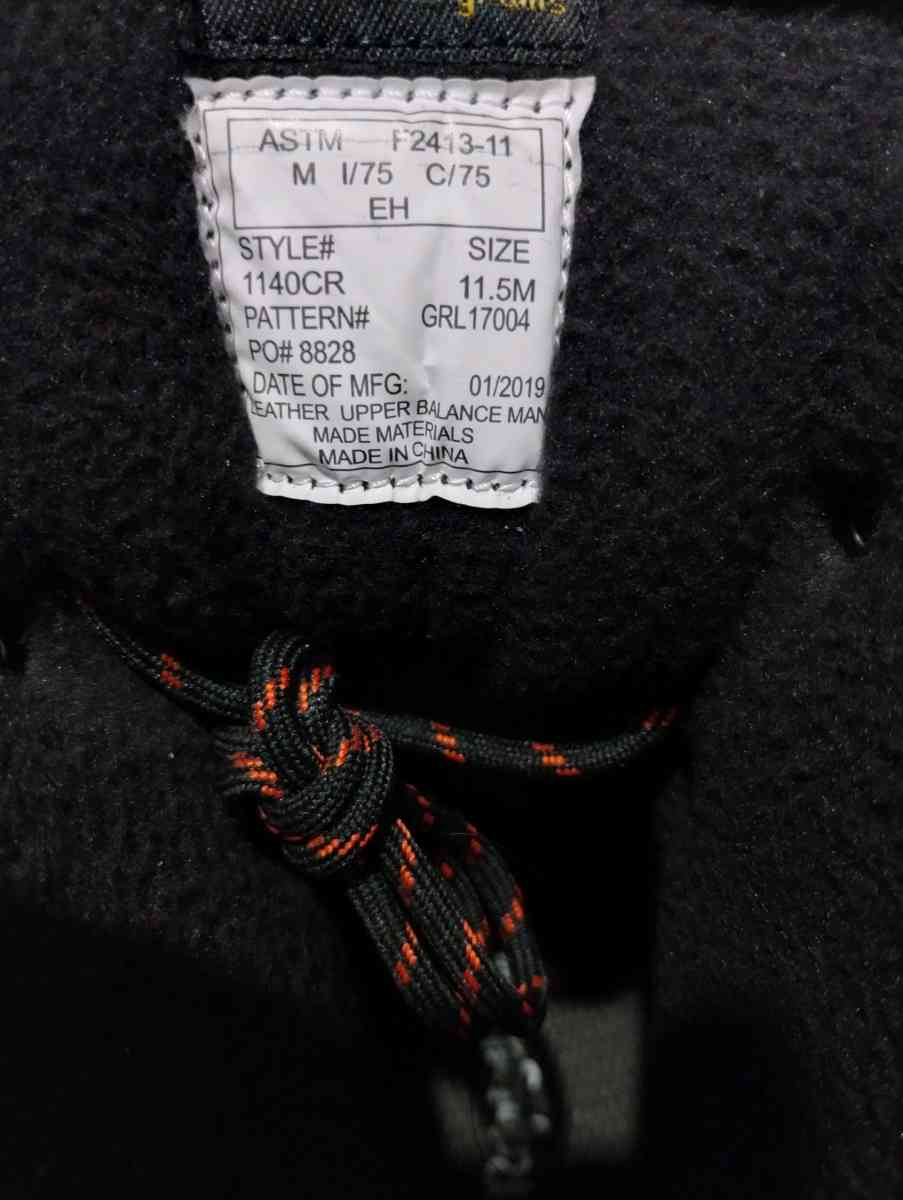 ASTM F2413-11
M I/75 C/75
EH
STYLE# SIZE
1140CR 11.5M
PATTERN# GRL17004
PO# 8828
DATE OF MFG: 01/2019
LEATHER UPPER BALANCE MAN
MADE MATERIALS
MADE IN CHINA